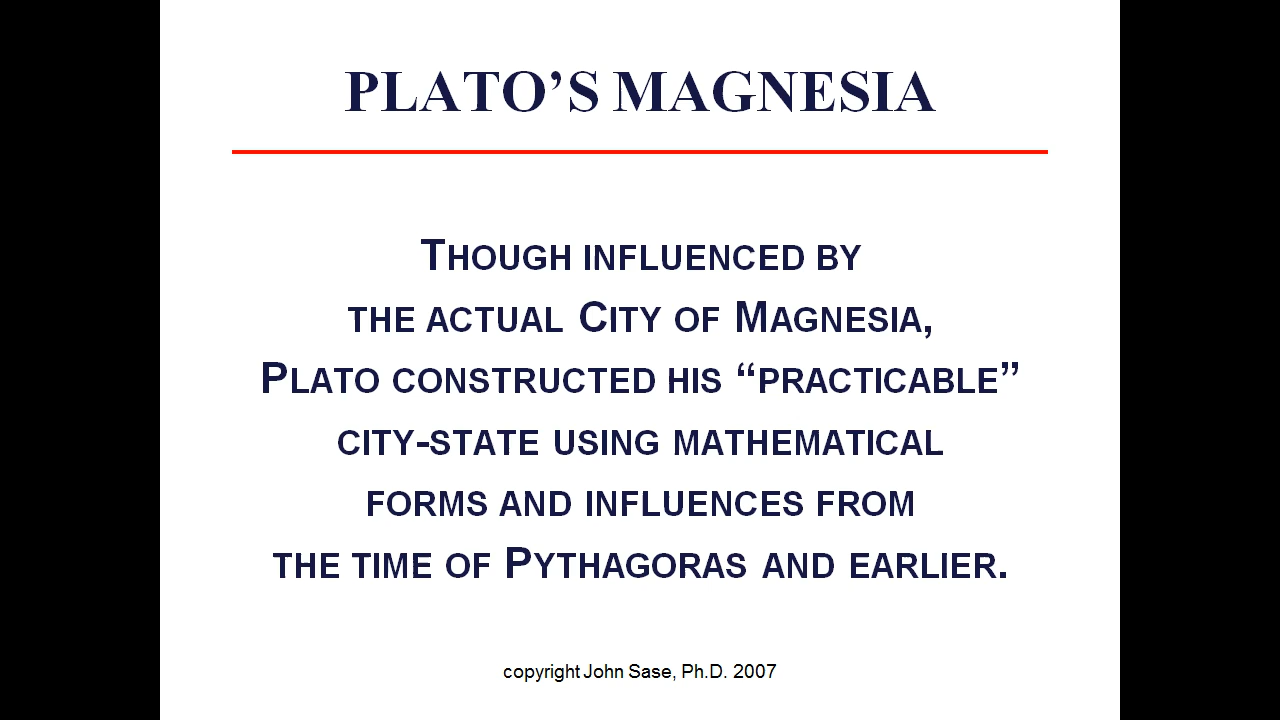 PLATO’S MAGNESIA
THOUGH INFLUENCED BY
THE ACTUAL CITY OF MAGNESIA,
PLATO CONSTRUCTED HIS “PRACTICABLE”
CITY-STATE USING MATHEMATICAL
FORMS AND INFLUENCES FROM
THE TIME OF PYTHAGORAS AND EARLIER.
copyright John Sase, Ph.D. 2007